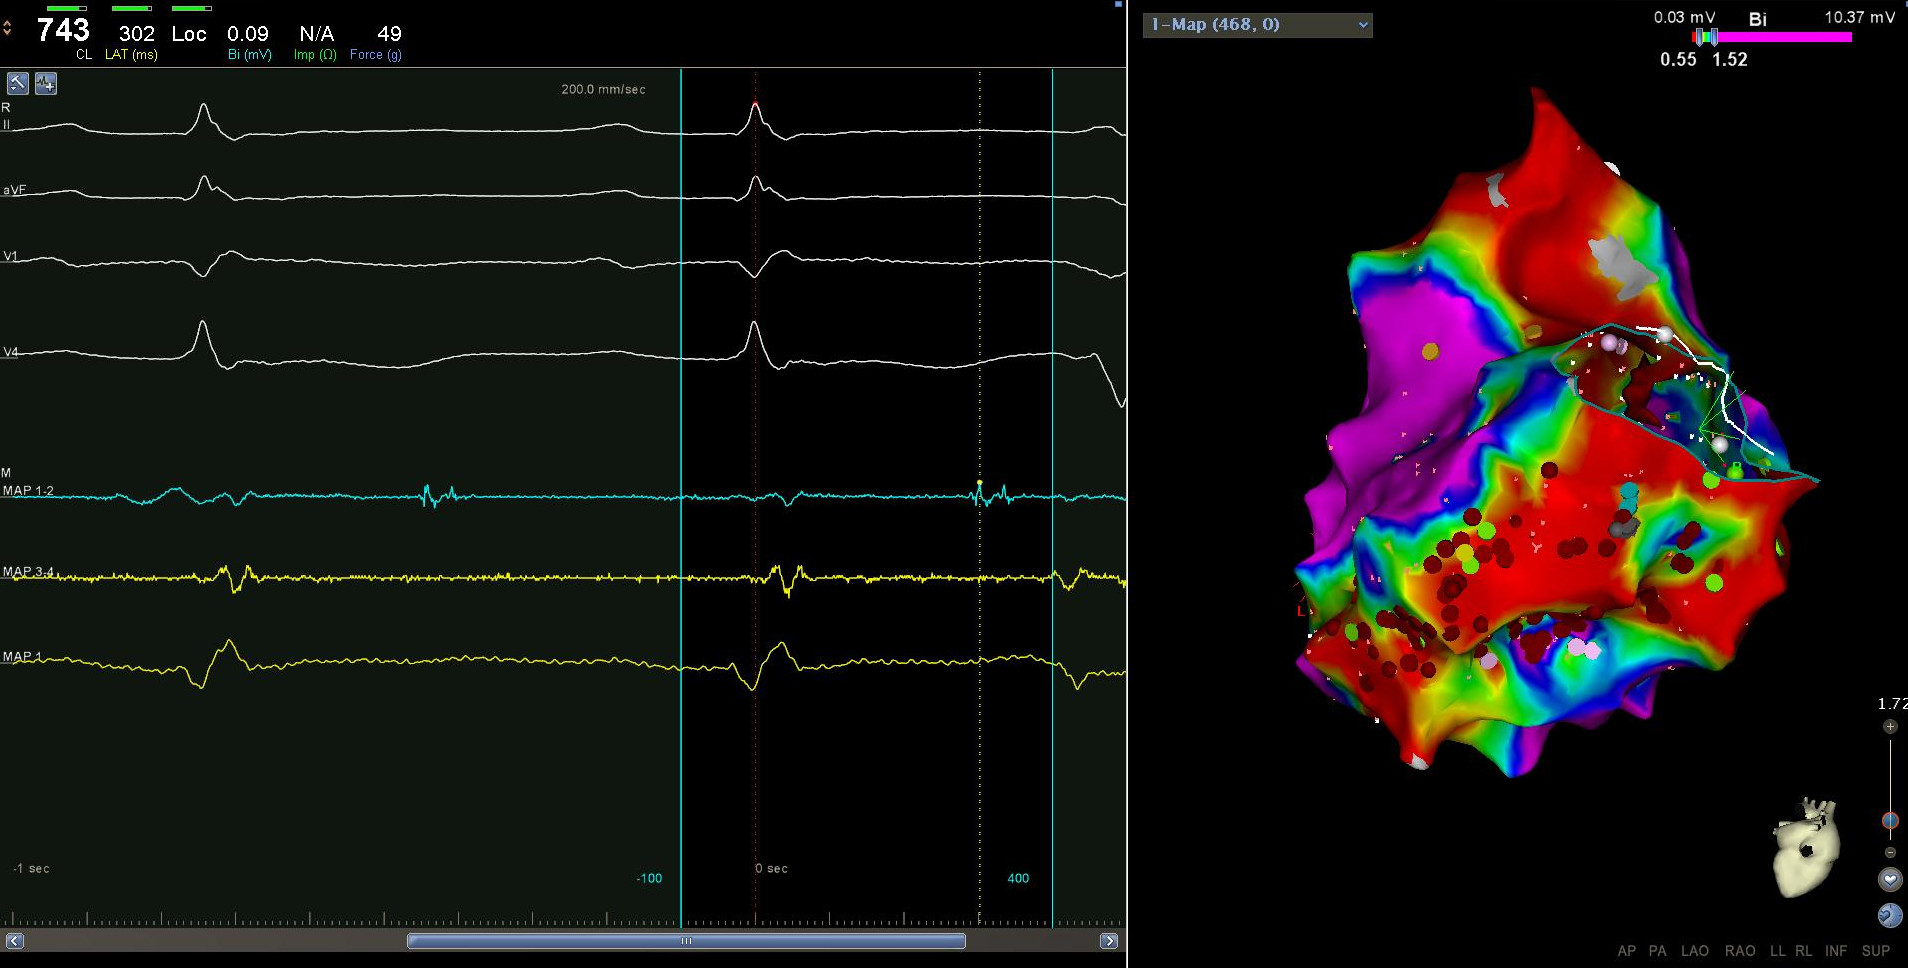 743 302 Loc 0.09 N/A 49
CL LAT (ms) Bi (mV) Imp (Ω) Force (g)
200.0 mm/sec
R
II
aVF
V1
V4
M
MAP 1-2
MAP 3-4
MAP 1
-1 sec 0 sec
-100 400
1-Map (468, 0)
0.03 mV Bi 10.37 mV
0.55 1.52
L
1.72
AP PA LAO RAO LL RL INF SUP